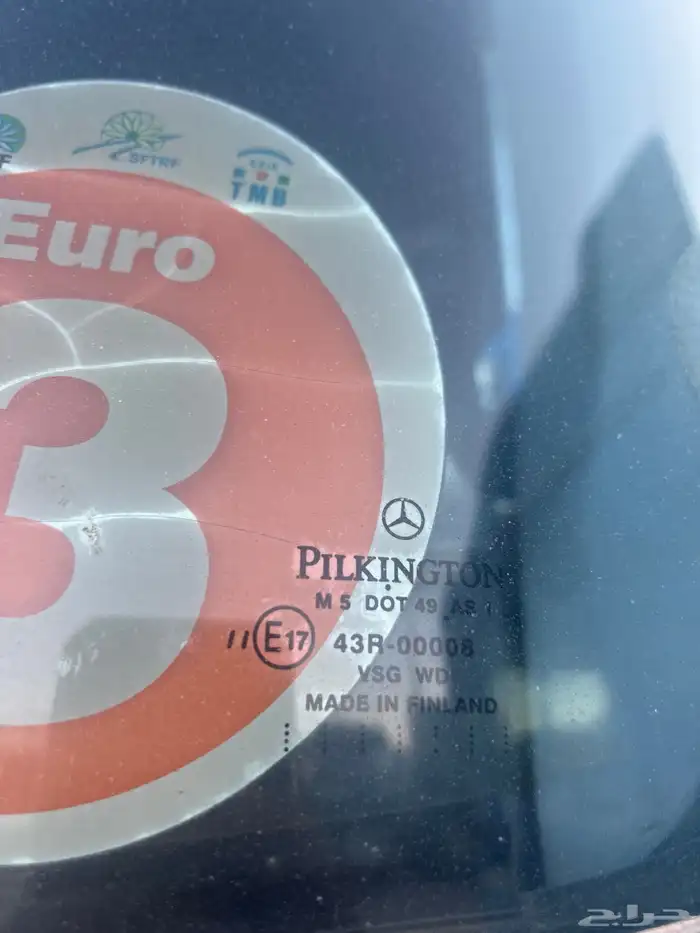 F
SFTRF
TMB
Euro
3
PILKINGTON
M 5 DOT 49 AS 1
II E17 43R-00008
VSG WD
MADE IN FINLAND
حراج